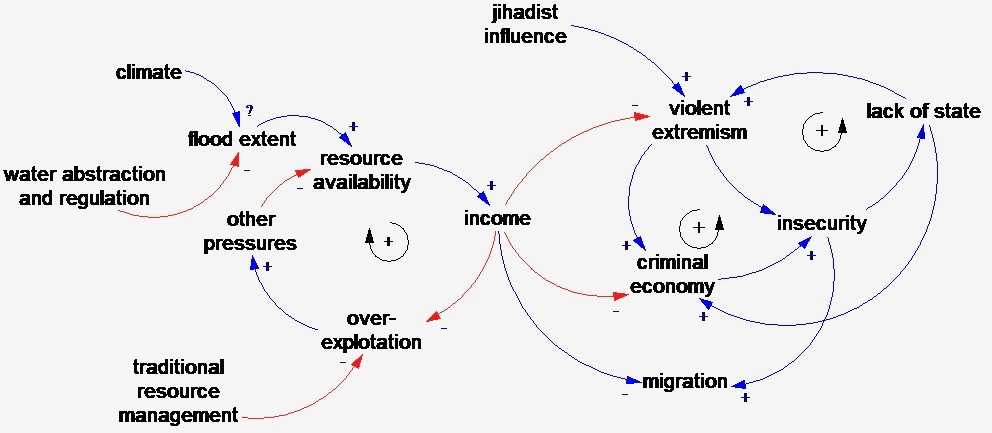 jihadist
influence
climate
?
flood extent
+
resource
availability
-
water abstraction
and regulation
-
other
pressures
+
+
income
+
-
violent
extremism
+
+
lack of state
+
+
insecurity
+
+
criminal
economy
-
+
+
over-
explotation
-
-
traditional
resource
management
migration
-
+